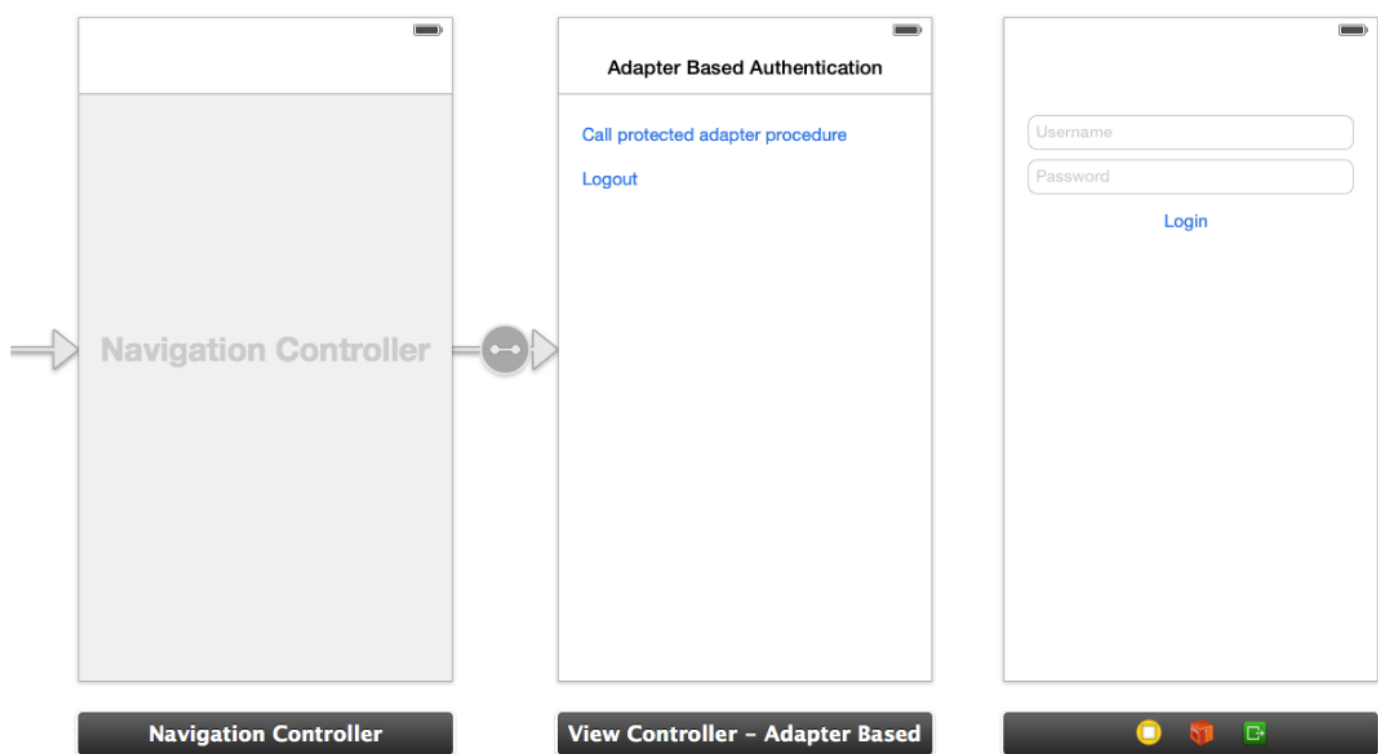 Navigation Controller
Navigation Controller
Adapter Based Authentication
Call protected adapter procedure
Logout
View Controller – Adapter Based
Username
Password
Login